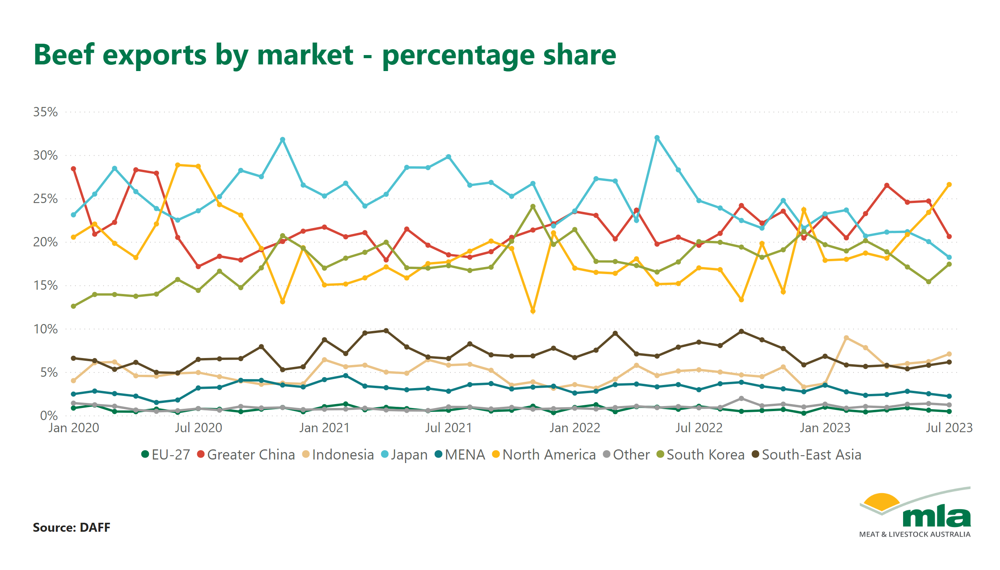 Beef exports by market - percentage share
35%
30%
25%
20%
15%
10%
5%
0%
Jan 2020 Jul 2020 Jan 2021 Jul 2021 Jan 2022 Jul 2022 Jan 2023 Jul 2023
EU-27 Greater China Indonesia Japan MENA North America Other South Korea South-East Asia
Source: DAFF
mla
MEAT & LIVESTOCK AUSTRALIA